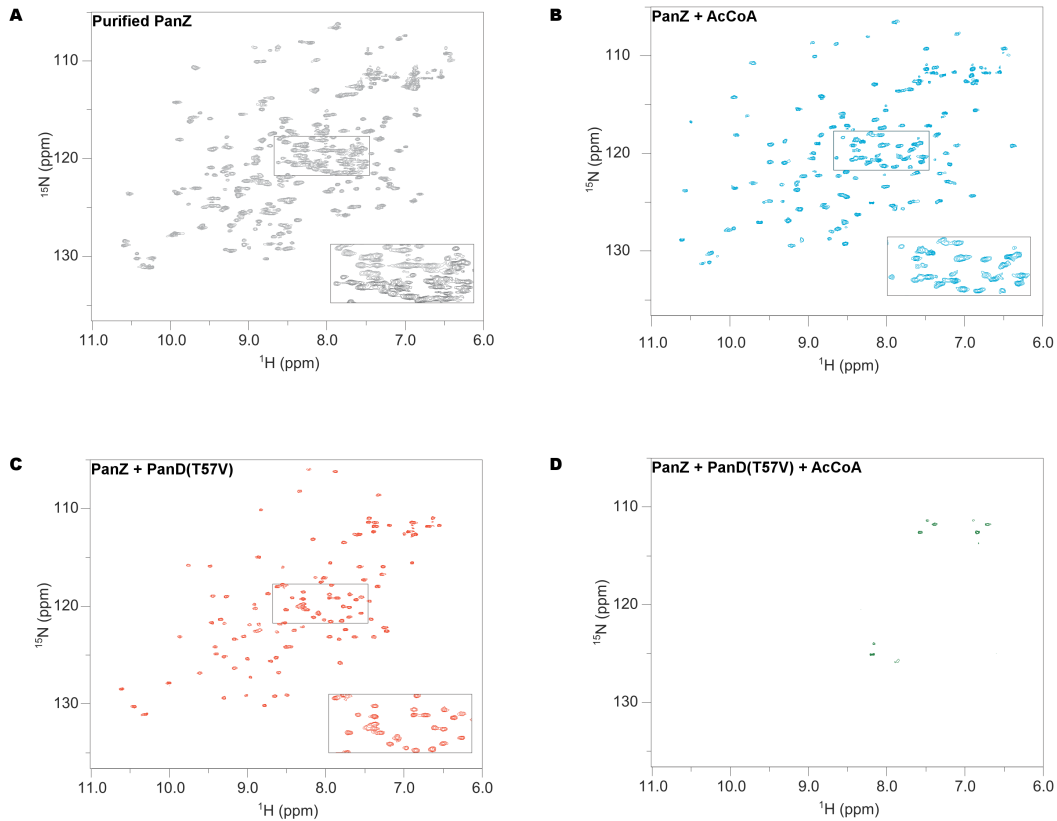 A
Purified PanZ
110
120
130
15N (ppm)
11.0 10.0 9.0 8.0 7.0 6.0
1H (ppm)
B
PanZ + AcCoA
110
120
130
15N (ppm)
11.0 10.0 9.0 8.0 7.0 6.0
1H (ppm)
C
PanZ + PanD(T57V)
110
120
130
15N (ppm)
11.0 10.0 9.0 8.0 7.0 6.0
1H (ppm)
D
PanZ + PanD(T57V) + AcCoA
110
120
130
15N (ppm)
11.0 10.0 9.0 8.0 7.0 6.0
1H (ppm)